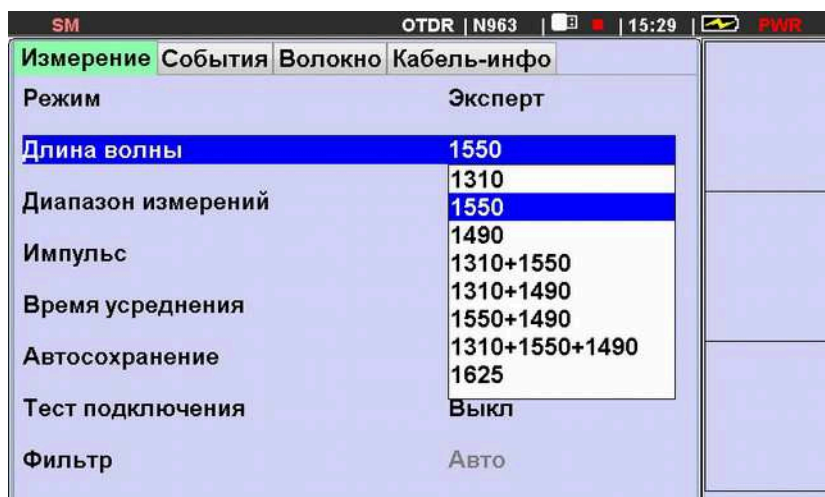 SM OTDR | N963 | | 15:29 | PWR
Измерение События Волокно Кабель-инфо
Режим Эксперт
Длина волны 1550
1310
Диапазон измерений 1550
1490
Импульс 1310+1550
1310+1490
Время усреднения 1550+1490
Автосохранение 1310+1550+1490
1625
Тест подключения Выкл
Фильтр Авто